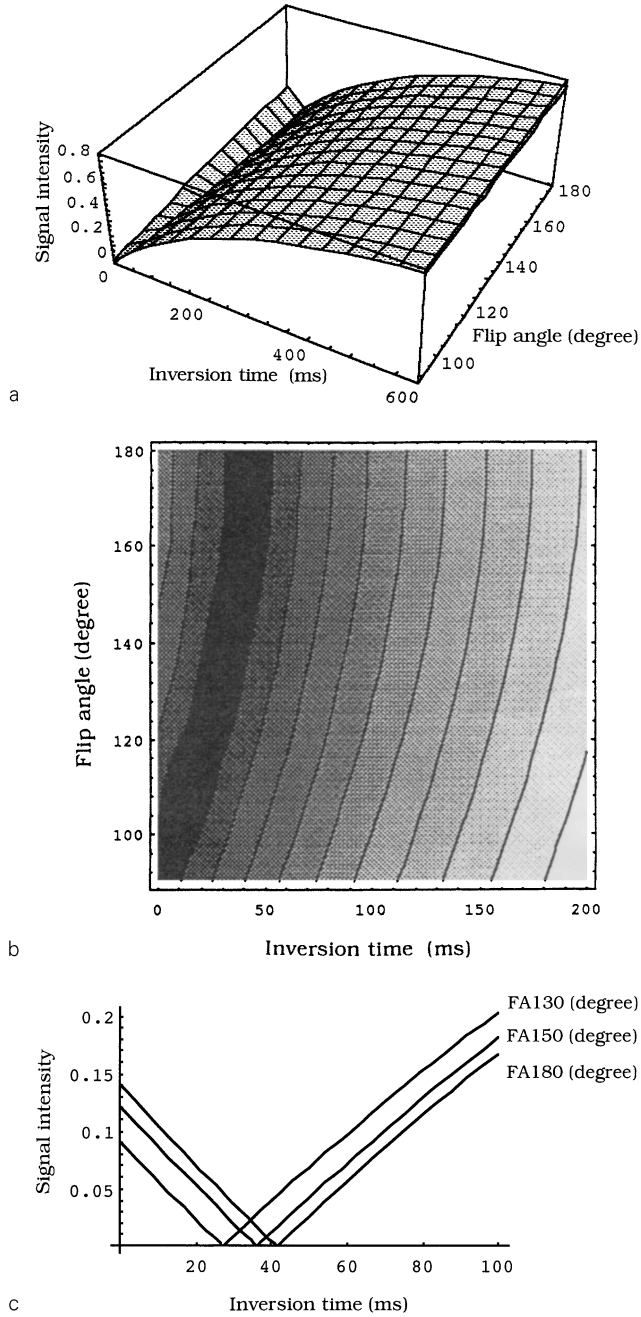 0.8
0.6
0.4
0.2
0
Signal intensity
0
200
400
600
Inversion time (ms)
180
160
140
120
100
Flip angle (degree)
a
180
160
140
120
100
Flip angle (degree)
0 50 100 150 200
Inversion time (ms)
b
0.2
0.15
0.1
0.05
Signal intensity
FA130 (degree)
FA150 (degree)
FA180 (degree)
20 40 60 80 100
Inversion time (ms)
c